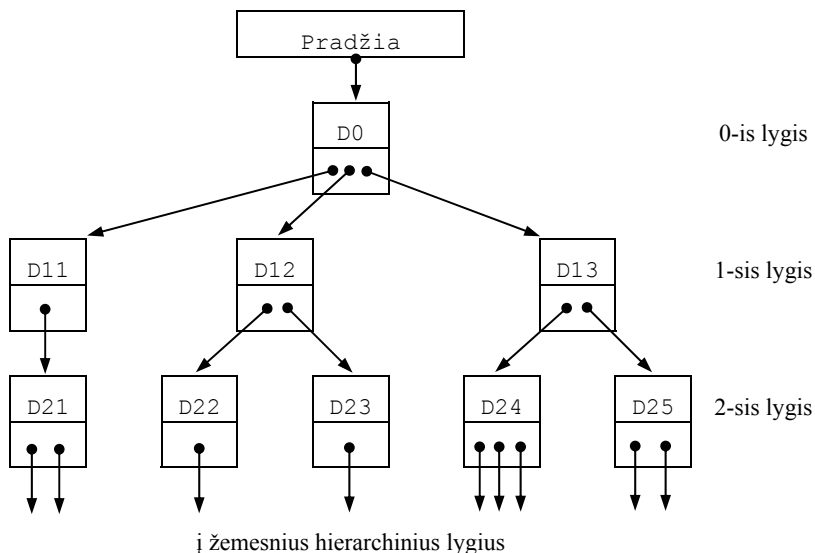 Pradžia
D0
0-is lygis
D11
D12
D13
1-sis lygis
D21
D22
D23
D24
D25
2-sis lygis
į žemesnius hierarchinius lygius